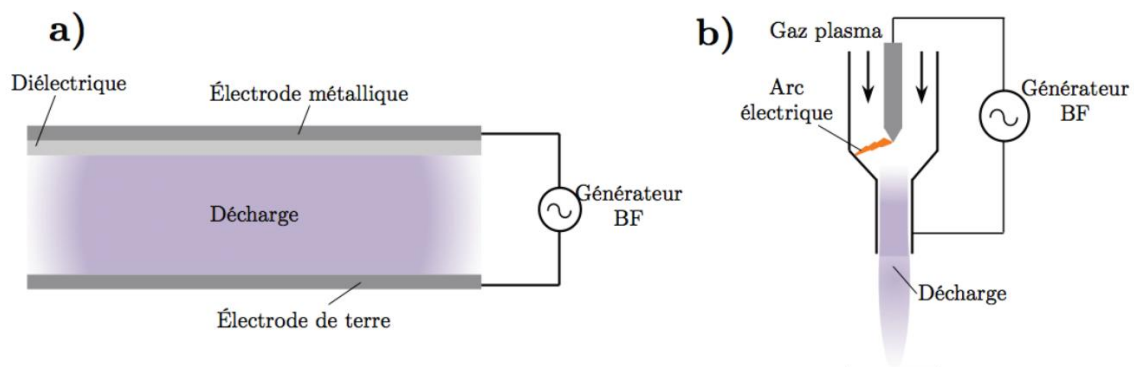 a)
Diélectrique
Électrode métallique
Décharge
Générateur
BF
Électrode de terre
b)
Gaz plasma
Arc
électrique
Générateur
BF
Décharge